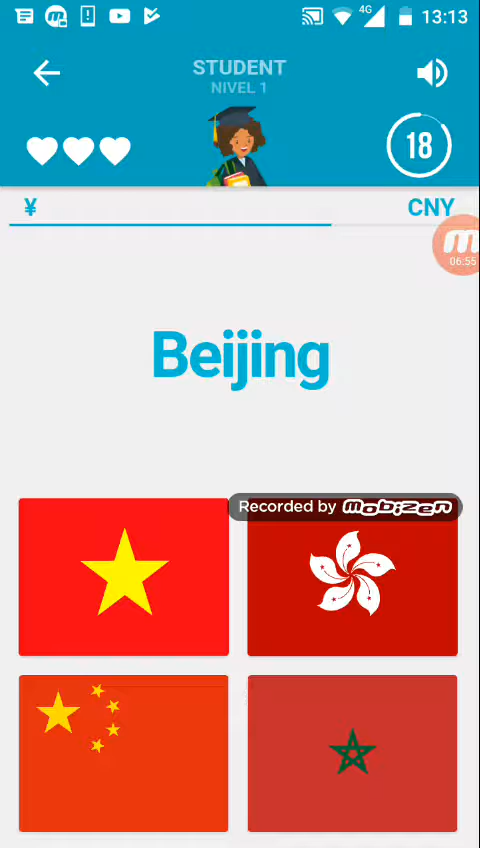 4G
13:13
STUDENT
NIVEL 1
18
¥
CNY
06:55
Beijing
Recorded by mobizen